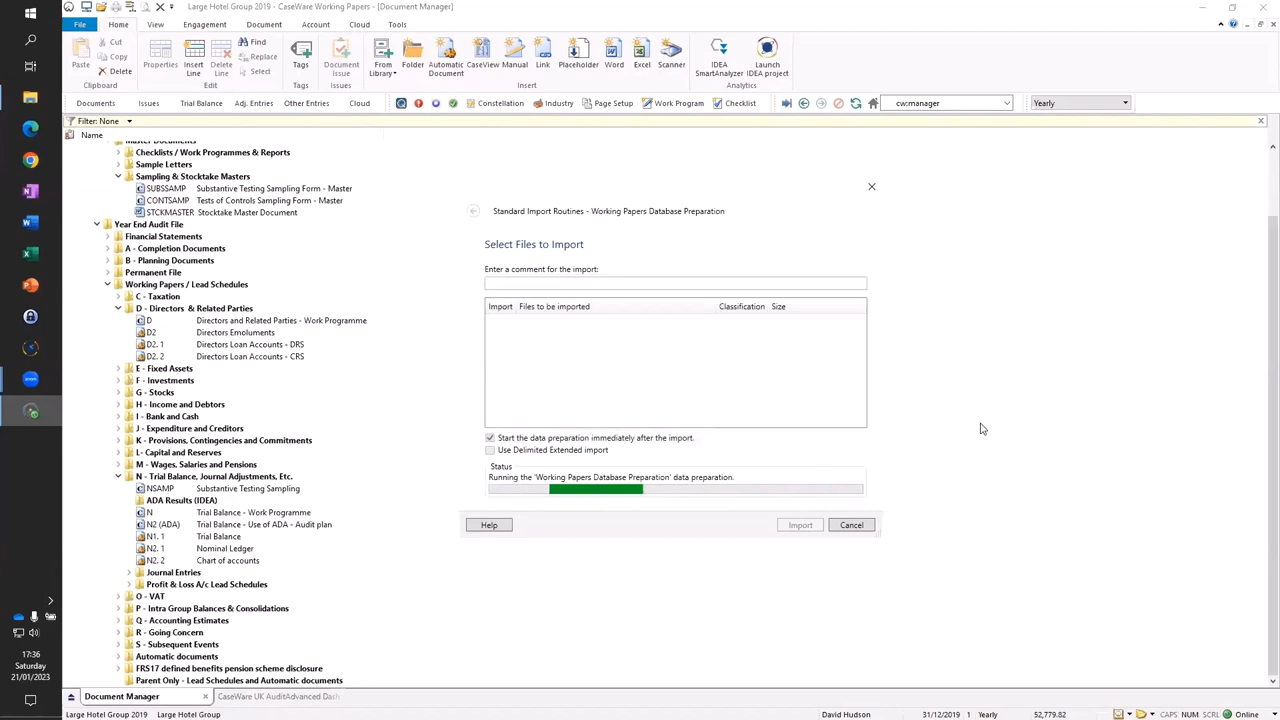 Large Hotel Group 2019 - CaseWare Working Papers - [Document Manager]
File Home View Engagement Document Account Cloud Tools
Paste Cut Copy Delete
Properties Insert Line Delete Line Find Replace Select
Tags Document Issue
From Library Folder Automatic Document CaseView Manual Link Placeholder Word Excel Scanner
IDEA SmartAnalyzer Launch IDEA project
Clipboard Edit Tags Issues Insert Analytics
Documents Issues Trial Balance Adj. Entries Other Entries Cloud Constellation Industry Page Setup Work Program Checklist cw:manager Yearly
Filter: None
Name
Master Documents
Checklists / Work Programmes & Reports
Sample Letters
Sampling & Stocktake Masters
SUBSSAMP Substantive Testing Sampling Form - Master
CONTSAMP Tests of Controls Sampling Form - Master
STCKMASTER Stocktake Master Document
Year End Audit File
Financial Statements
A - Completion Documents
B - Planning Documents
Permanent File
Working Papers / Lead Schedules
C - Taxation
D - Directors & Related Parties
D Directors and Related Parties - Work Programme
D2 Directors Emoluments
D2. 1 Directors Loan Accounts - DRS
D2. 2 Directors Loan Accounts - CRS
E - Fixed Assets
F - Investments
G - Stocks
H - Income and Debtors
I - Bank and Cash
J - Expenditure and Creditors
K - Provisions, Contingencies and Commitments
L- Capital and Reserves
M - Wages, Salaries and Pensions
N - Trial Balance, Journal Adjustments, Etc.
NSAMP Substantive Testing Sampling
ADA Results (IDEA)
N Trial Balance - Work Programme
N2 (ADA) Trial Balance - Use of ADA - Audit plan
N1. 1 Trial Balance
N2. 1 Nominal Ledger
N2. 2 Chart of accounts
Journal Entries
Profit & Loss A/c Lead Schedules
O - VAT
P - Intra Group Balances & Consolidations
Q - Accounting Estimates
R - Going Concern
S - Subsequent Events
Automatic documents
FRS17 defined benefits pension scheme disclosure
Parent Only - Lead Schedules and Automatic documents
Standard Import Routines - Working Papers Database Preparation
Select Files to Import
Enter a comment for the import:
Import Files to be imported Classification Size
Start the data preparation immediately after the import.
Use Delimited Extended import
Status
Running the 'Working Papers Database Preparation' data preparation.
Help Import Cancel
17:36
Saturday
21/01/2023
Document Manager CaseWare UK AuditAdvanced Dash
Large Hotel Group 2019 Large Hotel Group David Hudson 31/12/2019 1 Yearly 52,779.82 CAPS NUM SCRL Online